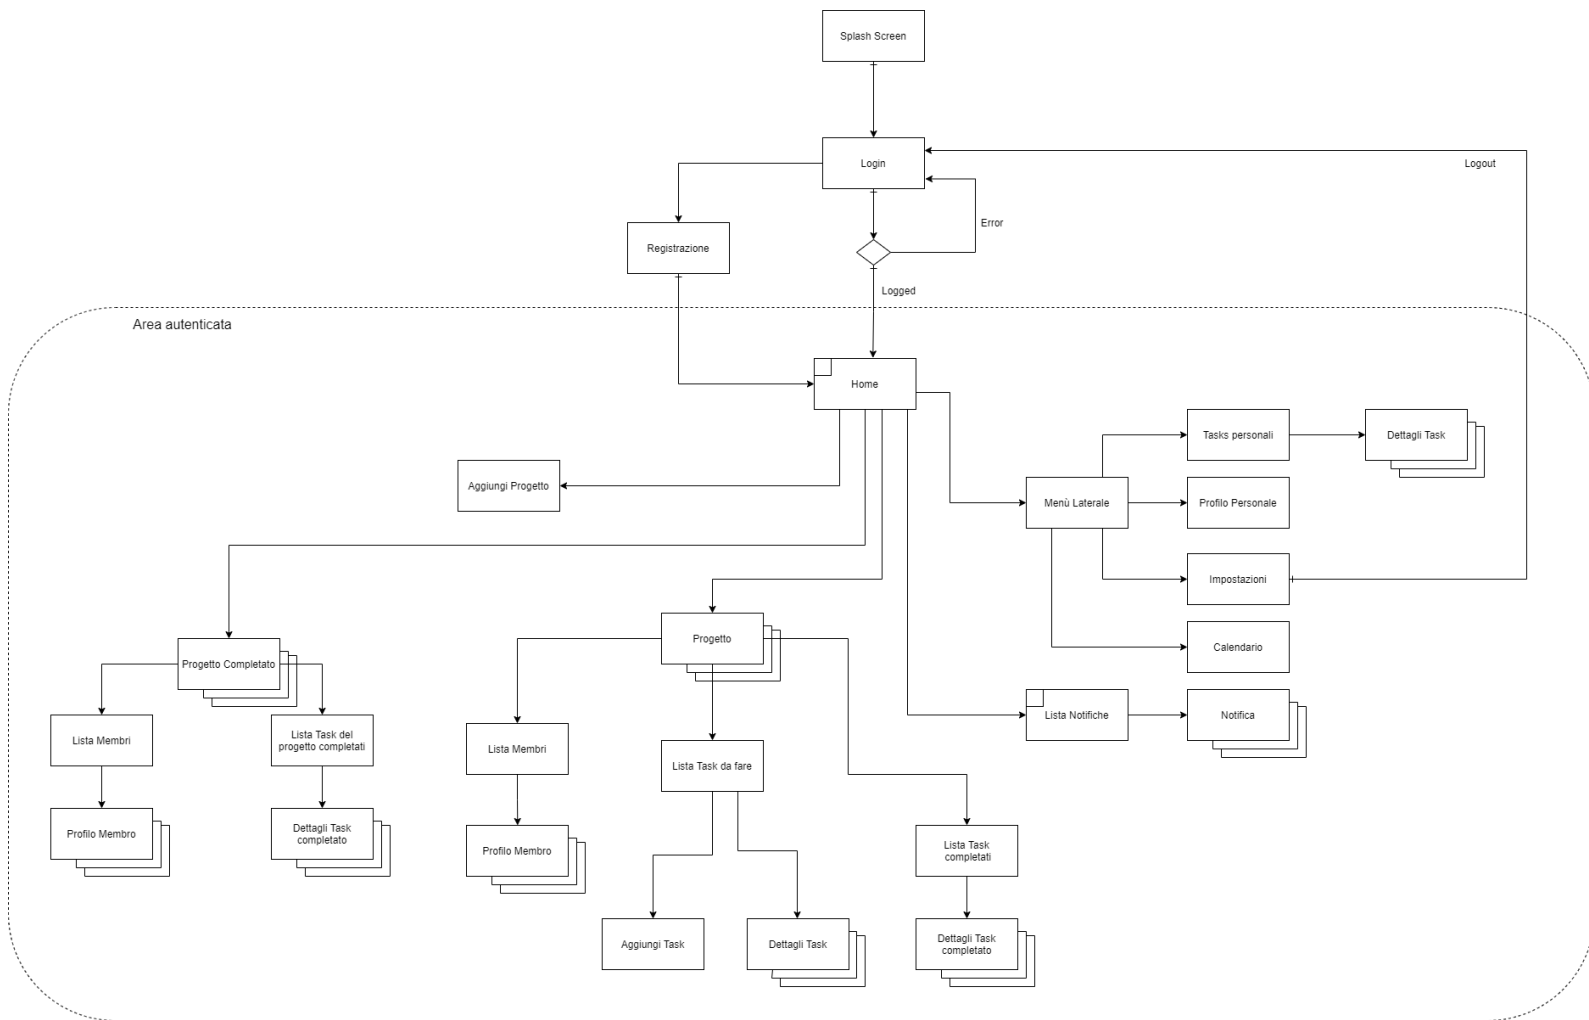 Splash Screen
Login
Logout
Error
Registrazione
Logged
Area autenticata
Home
Tasks personali
Dettagli Task
Aggiungi Progetto
Menù Laterale
Profilo Personale
Impostazioni
Progetto
Calendario
Progetto Completato
Lista Notifiche
Notifica
Lista Membri
Lista Task del
progetto completati
Lista Membri
Lista Task da fare
Profilo Membro
Dettagli Task
completato
Profilo Membro
Lista Task
completati
Aggiungi Task
Dettagli Task
Dettagli Task
completato